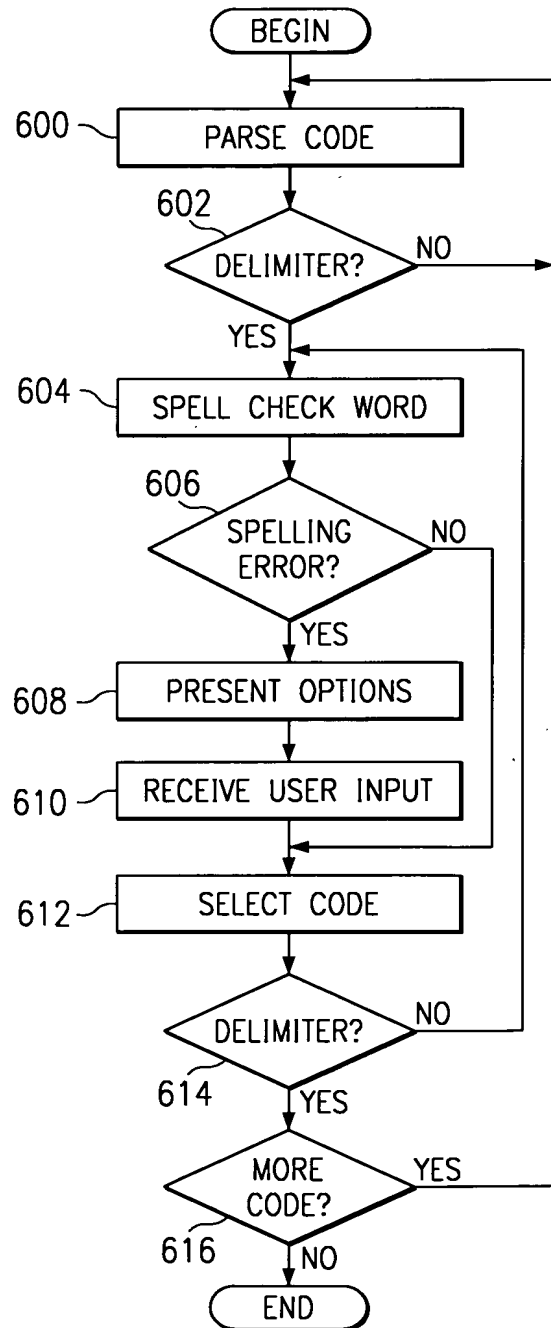 BEGIN
600
PARSE CODE
602
DELIMITER?
NO
YES
604
SPELL CHECK WORD
606
SPELLING
ERROR?
NO
YES
608
PRESENT OPTIONS
610
RECEIVE USER INPUT
612
SELECT CODE
DELIMITER?
NO
614
YES
MORE
CODE?
YES
616
NO
END